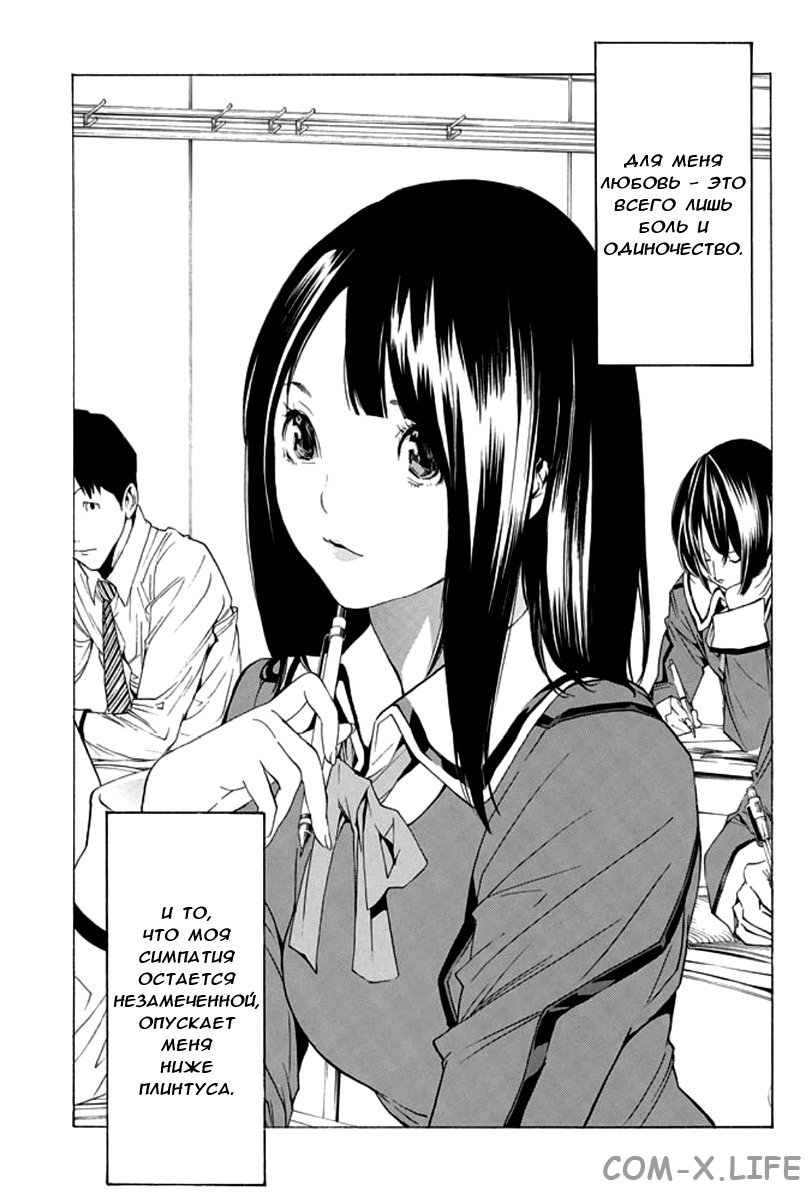 ДЛЯ МЕНЯ
ЛЮБОВЬ - ЭТО
ВСЕГО ЛИШЬ
БОЛЬ И
ОДИНОЧЕСТВО.
И ТО,
ЧТО МОЯ
СИМПАТИЯ
ОСТАЕТСЯ
НЕЗАМЕЧЕННОЙ,
ОПУСКАЕТ
МЕНЯ
НИЖЕ
ПЛИНТУСА.
COM-X.LIFE